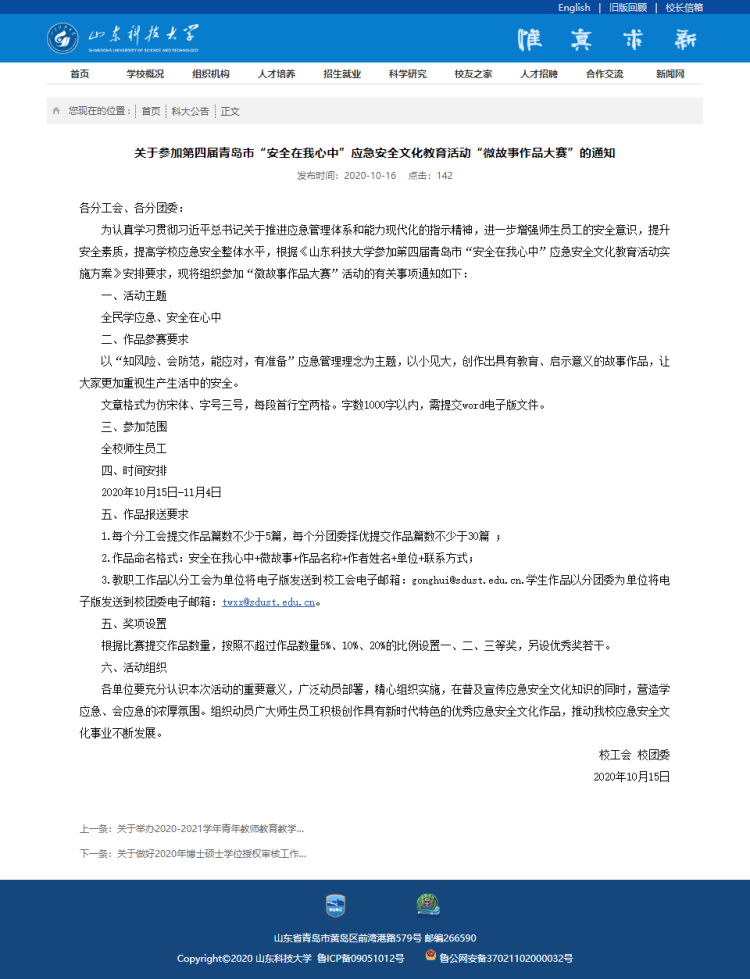 English | 旧版回顾 | 校长信箱
山东科技大学
SHANDONG UNIVERSITY OF SCIENCE AND TECHNOLOGY
惟真求新
首页 学校概况 组织机构 人才培养 招生就业 科学研究 校友之家 人才招聘 合作交流 新闻网
您现在的位置： 首页 科大公告 正文
关于参加第四届青岛市“安全在我心中”应急安全文化教育活动“微故事作品大赛”的通知
发布时间：2020-10-16 点击：142
各分工会、各分团委：
为认真学习贯彻习近平总书记关于推进应急管理体系和能力现代化的指示精神，进一步增强师生员工的安全意识，提升
安全素质，提高学校应急安全整体水平，根据《山东科技大学参加第四届青岛市“安全在我心中”应急安全文化教育活动实
施方案》安排要求，现将组织参加“微故事作品大赛”活动的有关事项通知如下：
一、活动主题
全民学应急、安全在心中
二、作品参赛要求
以“知风险、会防范，能应对，有准备”应急管理理念为主题，以小见大，创作出具有教育、启示意义的故事作品，让
大家更加重视生产生活中的安全。
文章格式为仿宋体、字号三号，每段首行空两格。字数1000字以内，需提交word电子版文件。
三、参加范围
全校师生员工
四、时间安排
2020年10月15日-11月4日
五、作品报送要求
1.每个分工会提交作品篇数不少于5篇，每个分团委择优提交作品篇数不少于30篇 ；
2.作品命名格式：安全在我心中+微故事+作品名称+作者姓名+单位+联系方式；
3.教职工作品以分工会为单位将电子版发送到校工会电子邮箱：gonghui@sdust.edu.cn.学生作品以分团委为单位将电
子版发送到校团委电子邮箱：twxx@sdust.edu.cn。
五、奖项设置
根据比赛提交作品数量，按照不超过作品数量5%、10%、20%的比例设置一、二、三等奖，另设优秀奖若干。
六、活动组织
各单位要充分认识本次活动的重要意义，广泛动员部署，精心组织实施，在普及宣传应急安全文化知识的同时，营造学
应急、会应急的浓厚氛围。组织动员广大师生员工积极创作具有新时代特色的优秀应急安全文化作品，推动我校应急安全文
化事业不断发展。
校工会 校团委
2020年10月15日
上一条：关于举办2020-2021学年青年教师教育教学...
下一条：关于做好2020年博士硕士学位授权审核工作...
山东省青岛市黄岛区前湾港路579号 邮编266590
Copyright©2020 山东科技大学 鲁ICP备09051012号 鲁公网安备37021102000032号